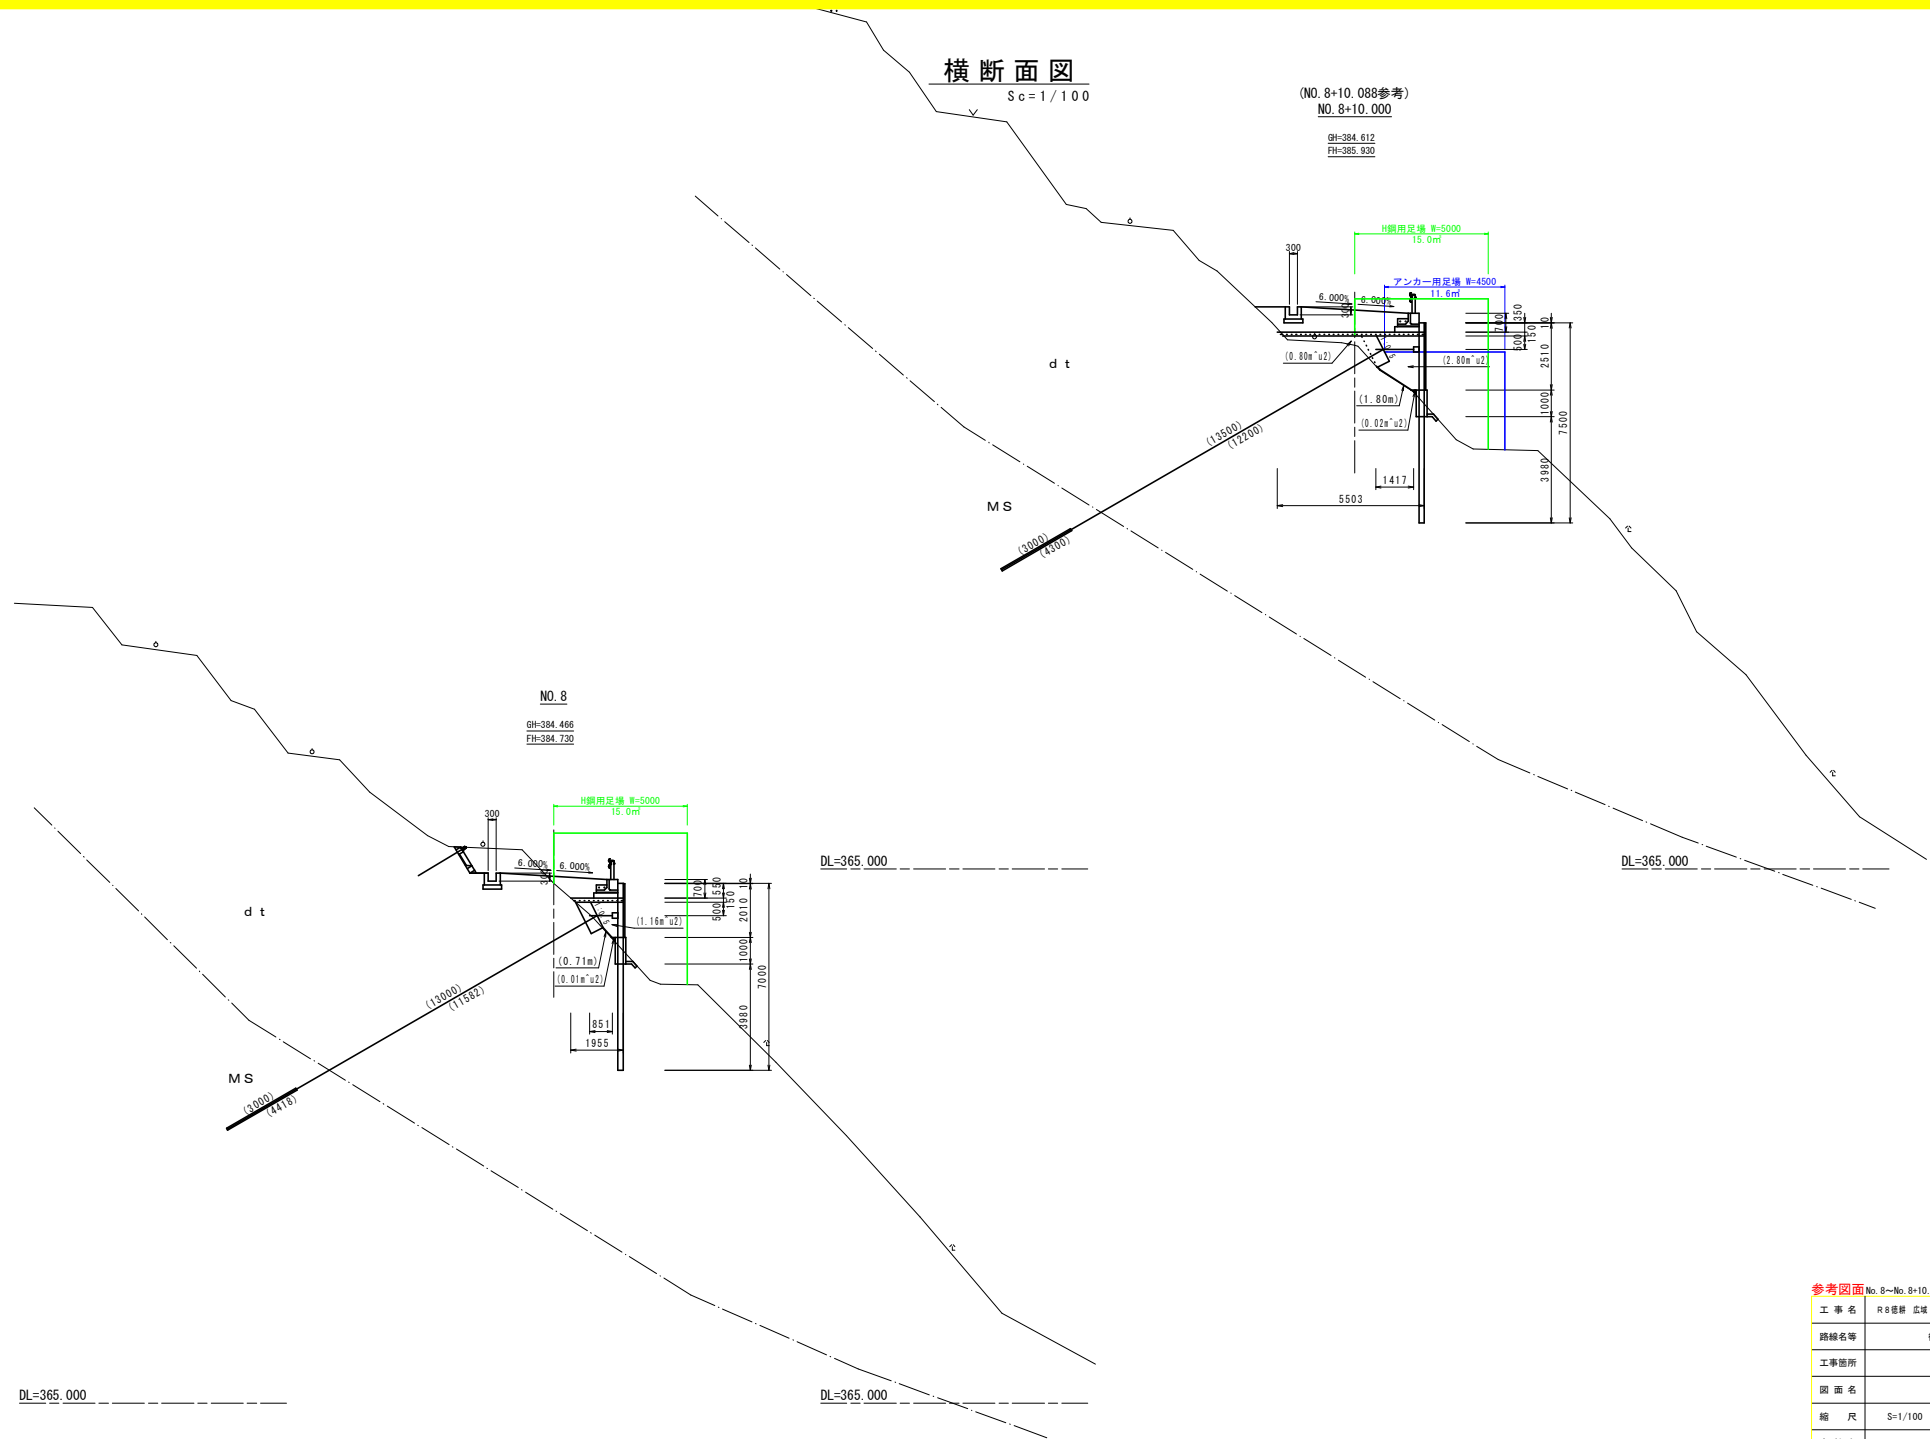 横断面図
Sc=1/100
(NO.8+10.088参考)
NO.8+10.000
GH=384.612
FH=385.930
H鋼用足場 W=5000
15.0㎡
アンカー用足場 W=4500
11.6㎡
300
6.000%
6.000%
300
700
350
10
150
500
2510
1000
7500
3980
(0.80m^u2)
(2.80m^u2)
(1.80m)
(0.02m^u2)
(13500)
(12200)
1417
5503
(3000)
(4300)
dt
MS
NO.8
GH=384.466
FH=384.730
H鋼用足場 W=5000
15.0㎡
300
6.000%
6.000%
300
700
550
10
150
500
2010
1000
7000
3980
(1.16m^u2)
(0.71m)
(0.01m^u2)
(13000)
(11582)
851
1955
(3000)
(4418)
dt
MS
DL=365.000
DL=365.000
DL=365.000
DL=365.000
参考図面 No.8~No.8+10.
工事名
路線名等
工事箇所
図面名
縮尺 S=1/100